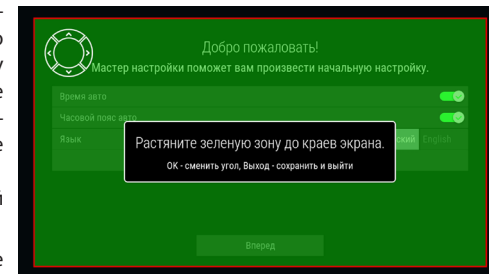 Добро пожаловать!
Мастер настройки поможет вам произвести начальную настройку.
Время авто
Часовой пояс авто
Язык
English
Растяните зеленую зону до краев экрана.
OK - сменить угол, Выход - сохранить и выйти
Вперед